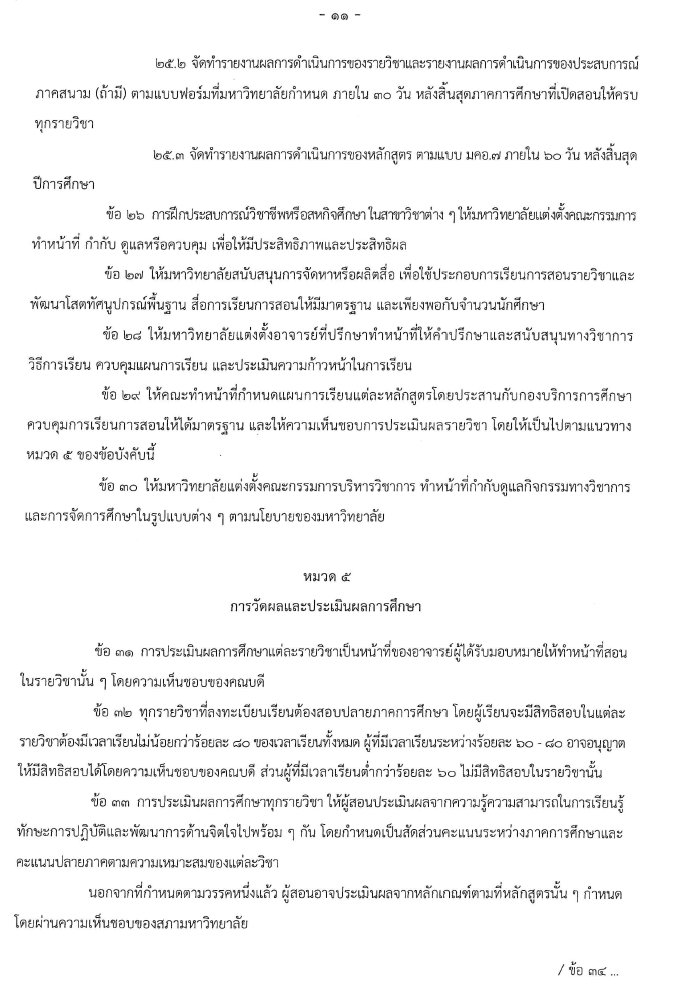 - ๑๑ -
๒๕.๒ จัดทำรายงานผลการดำเนินการของรายวิชาและรายงานผลการดำเนินการของประสบการณ์
ภาคสนาม (ถ้ามี) ตามแบบฟอร์มที่มหาวิทยาลัยกำหนด ภายใน ๓๐ วัน หลังสิ้นสุดภาคการศึกษาที่เปิดสอนให้ครบ
ทุกรายวิชา
๒๕.๓ จัดทำรายงานผลการดำเนินการของหลักสูตร ตามแบบ มคอ.๗ ภายใน ๖๐ วัน หลังสิ้นสุด
ปีการศึกษา
ข้อ ๒๖ การฝึกประสบการณ์วิชาชีพหรือสหกิจศึกษา ในสาขาวิชาต่าง ๆ ให้มหาวิทยาลัยแต่งตั้งคณะกรรมการ
ทำหน้าที่ กำกับ ดูแลหรือควบคุม เพื่อให้มีประสิทธิภาพและประสิทธิผล
ข้อ ๒๗ ให้มหาวิทยาลัยสนับสนุนการจัดหาหรือผลิตสื่อ เพื่อใช้ประกอบการเรียนการสอนรายวิชาและ
พัฒนาโสตทัศนูปกรณ์พื้นฐาน สื่อการเรียนการสอนให้มีมาตรฐาน และเพียงพอกับจำนวนนักศึกษา
ข้อ ๒๘ ให้มหาวิทยาลัยแต่งตั้งอาจารย์ที่ปรึกษาทำหน้าที่ให้คำปรึกษาและสนับสนุนทางวิชาการ
วิธีการเรียน ควบคุมแผนการเรียน และประเมินความก้าวหน้าในการเรียน
ข้อ ๒๙ ให้คณะทำหน้าที่กำหนดแผนการเรียนแต่ละหลักสูตรโดยประสานกับกองบริการการศึกษา
ควบคุมการเรียนการสอนให้ได้มาตรฐาน และให้ความเห็นชอบการประเมินผลรายวิชา โดยให้เป็นไปตามแนวทาง
หมวด ๕ ของข้อบังคับนี้
ข้อ ๓๐ ให้มหาวิทยาลัยแต่งตั้งคณะกรรมการบริหารวิชาการ ทำหน้าที่กำกับดูแลกิจกรรมทางวิชาการ
และการจัดการศึกษาในรูปแบบต่าง ๆ ตามนโยบายของมหาวิทยาลัย
หมวด ๕
การวัดผลและประเมินผลการศึกษา
ข้อ ๓๑ การประเมินผลการศึกษาแต่ละรายวิชาเป็นหน้าที่ของอาจารย์ผู้ได้รับมอบหมายให้ทำหน้าที่สอน
ในรายวิชานั้น ๆ โดยความเห็นชอบของคณบดี
ข้อ ๓๒ ทุกรายวิชาที่ลงทะเบียนเรียนต้องสอบปลายภาคการศึกษา โดยผู้เรียนจะมีสิทธิสอบในแต่ละ
รายวิชาต้องมีเวลาเรียนไม่น้อยกว่าร้อยละ ๘๐ ของเวลาเรียนทั้งหมด ผู้ที่มีเวลาเรียนระหว่างร้อยละ ๖๐ - ๘๐ อาจอนุญาต
ให้มีสิทธิสอบได้โดยความเห็นชอบของคณบดี ส่วนผู้ที่มีเวลาเรียนต่ำกว่าร้อยละ ๖๐ ไม่มีสิทธิสอบในรายวิชานั้น
ข้อ ๓๓ การประเมินผลการศึกษาทุกรายวิชา ให้ผู้สอนประเมินผลจากความรู้ความสามารถในการเรียนรู้
ทักษะการปฏิบัติและพัฒนาการด้านจิตใจไปพร้อม ๆ กัน โดยกำหนดเป็นสัดส่วนคะแนนระหว่างภาคการศึกษาและ
คะแนนปลายภาคตามความเหมาะสมของแต่ละวิชา
นอกจากที่กำหนดตามวรรคหนึ่งแล้ว ผู้สอนอาจประเมินผลจากหลักเกณฑ์ตามที่หลักสูตรนั้น ๆ กำหนด
โดยผ่านความเห็นชอบของสภามหาวิทยาลัย
/ ข้อ ๓๔ ...